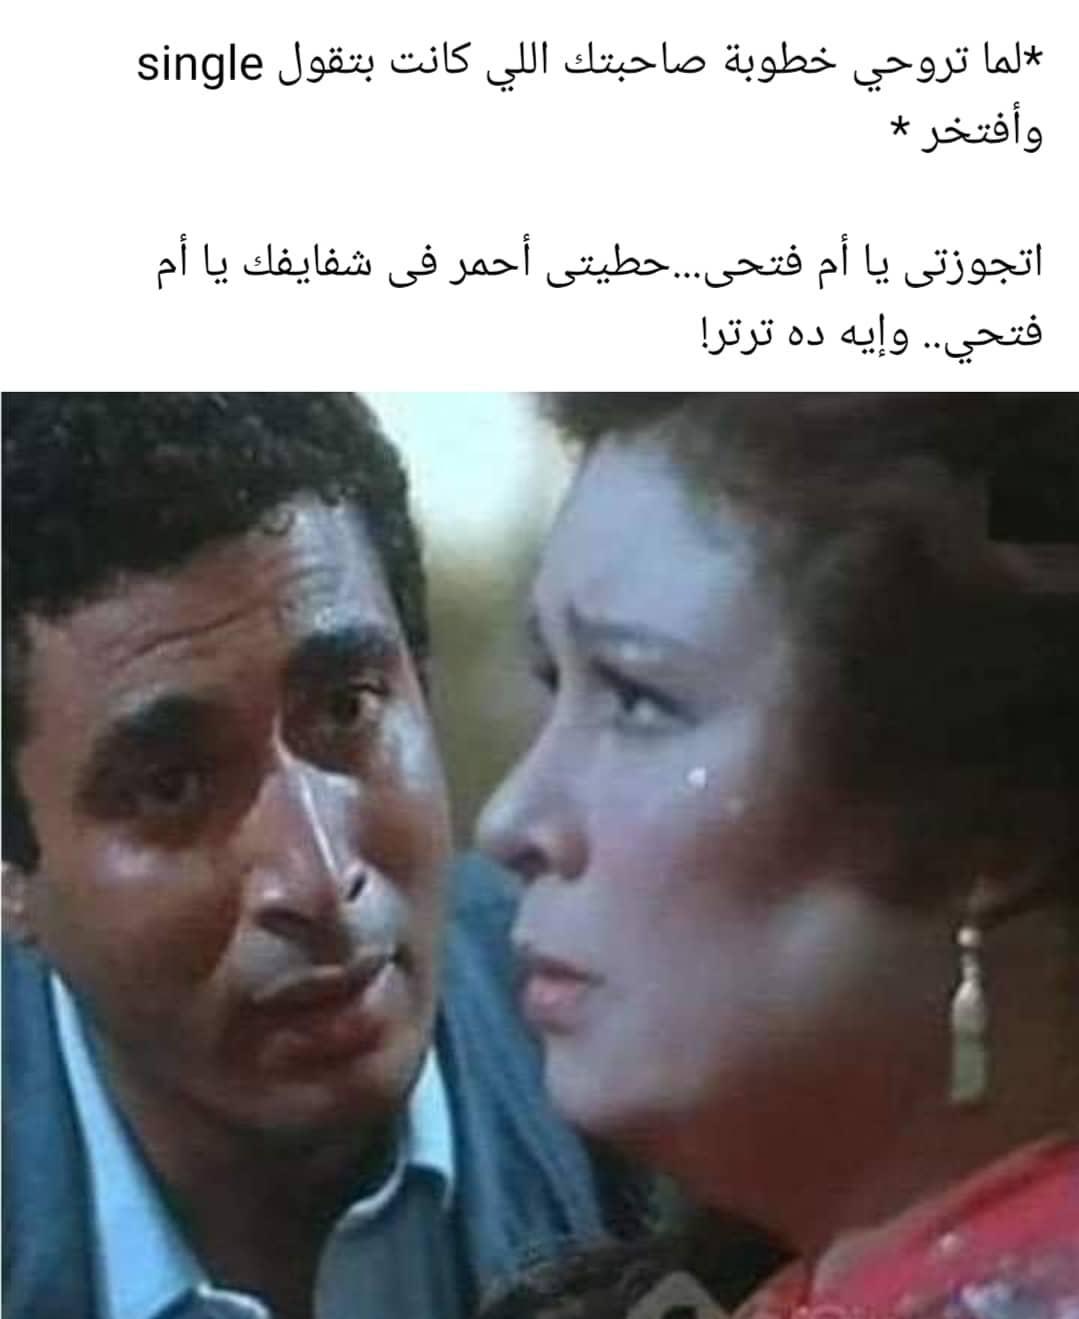 *لما تروحي خطوبة صاحبتك اللي كانت بتقول single
وأفتخر *
اتجوزتى يا أم فتحى...حطيتى أحمر فى شفايفك يا أم
فتحي.. وإيه ده ترتر!